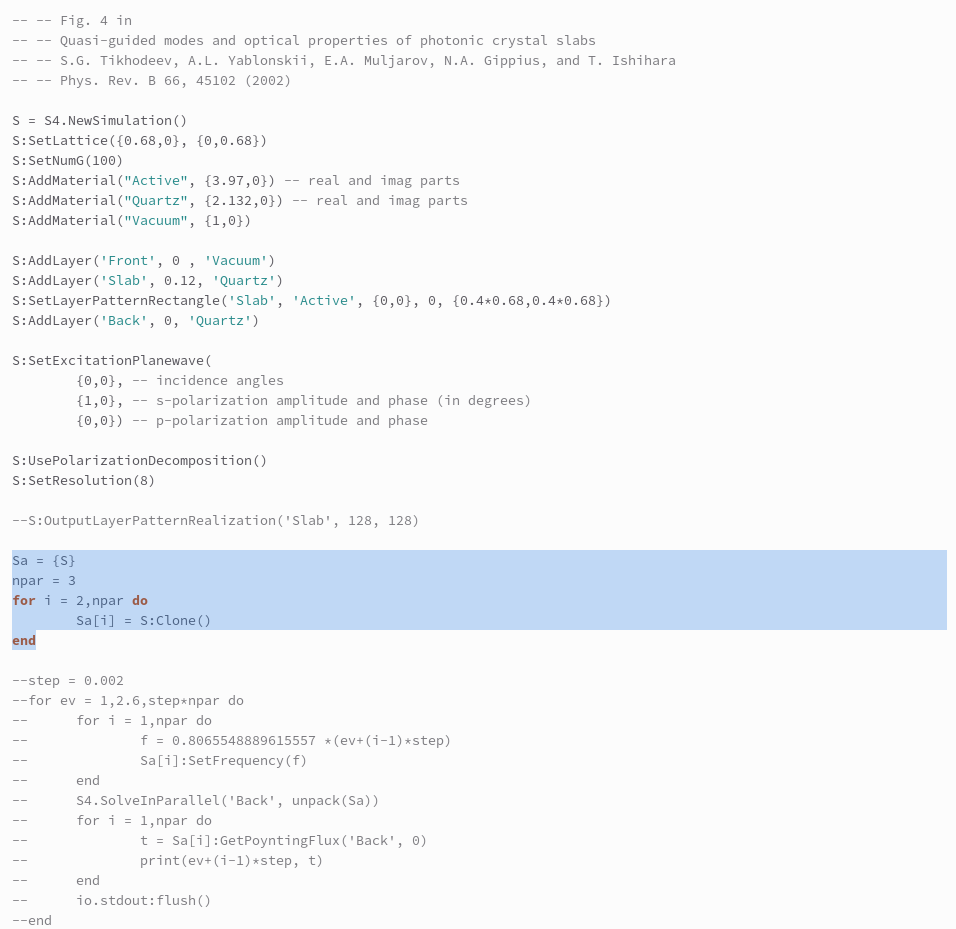 -- -- Fig. 4 in
-- -- Quasi-guided modes and optical properties of photonic crystal slabs
-- -- S.G. Tikhodeev, A.L. Yablonskii, E.A. Muljarov, N.A. Gippius, and T. Ishihara
-- -- Phys. Rev. B 66, 45102 (2002)

S = S4.NewSimulation()
S:SetLattice({0.68,0}, {0,0.68})
S:SetNumG(100)
S:AddMaterial("Active", {3.97,0}) -- real and imag parts
S:AddMaterial("Quartz", {2.132,0}) -- real and imag parts
S:AddMaterial("Vacuum", {1,0})

S:AddLayer('Front', 0 , 'Vacuum')
S:AddLayer('Slab', 0.12, 'Quartz')
S:SetLayerPatternRectangle('Slab', 'Active', {0,0}, 0, {0.4*0.68,0.4*0.68})
S:AddLayer('Back', 0, 'Quartz')

S:SetExcitationPlanewave(
        {0,0}, -- incidence angles
        {1,0}, -- s-polarization amplitude and phase (in degrees)
        {0,0}) -- p-polarization amplitude and phase

S:UsePolarizationDecomposition()
S:SetResolution(8)

--S:OutputLayerPatternRealization('Slab', 128, 128)

Sa = {S}
npar = 3
for i = 2,npar do
        Sa[i] = S:Clone()
end

--step = 0.002
--for ev = 1,2.6,step*npar do
--      for i = 1,npar do
--              f = 0.8065548889615557 *(ev+(i-1)*step)
--              Sa[i]:SetFrequency(f)
--      end
--      S4.SolveInParallel('Back', unpack(Sa))
--      for i = 1,npar do
--              t = Sa[i]:GetPoyntingFlux('Back', 0)
--              print(ev+(i-1)*step, t)
--      end
--      io.stdout:flush()
--end